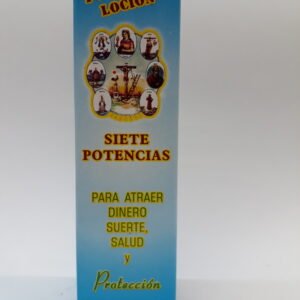 LOCION
SIETE
POTENCIAS
PARA ATRAER
DINERO
SUERTE,
SALUD
y
Protección